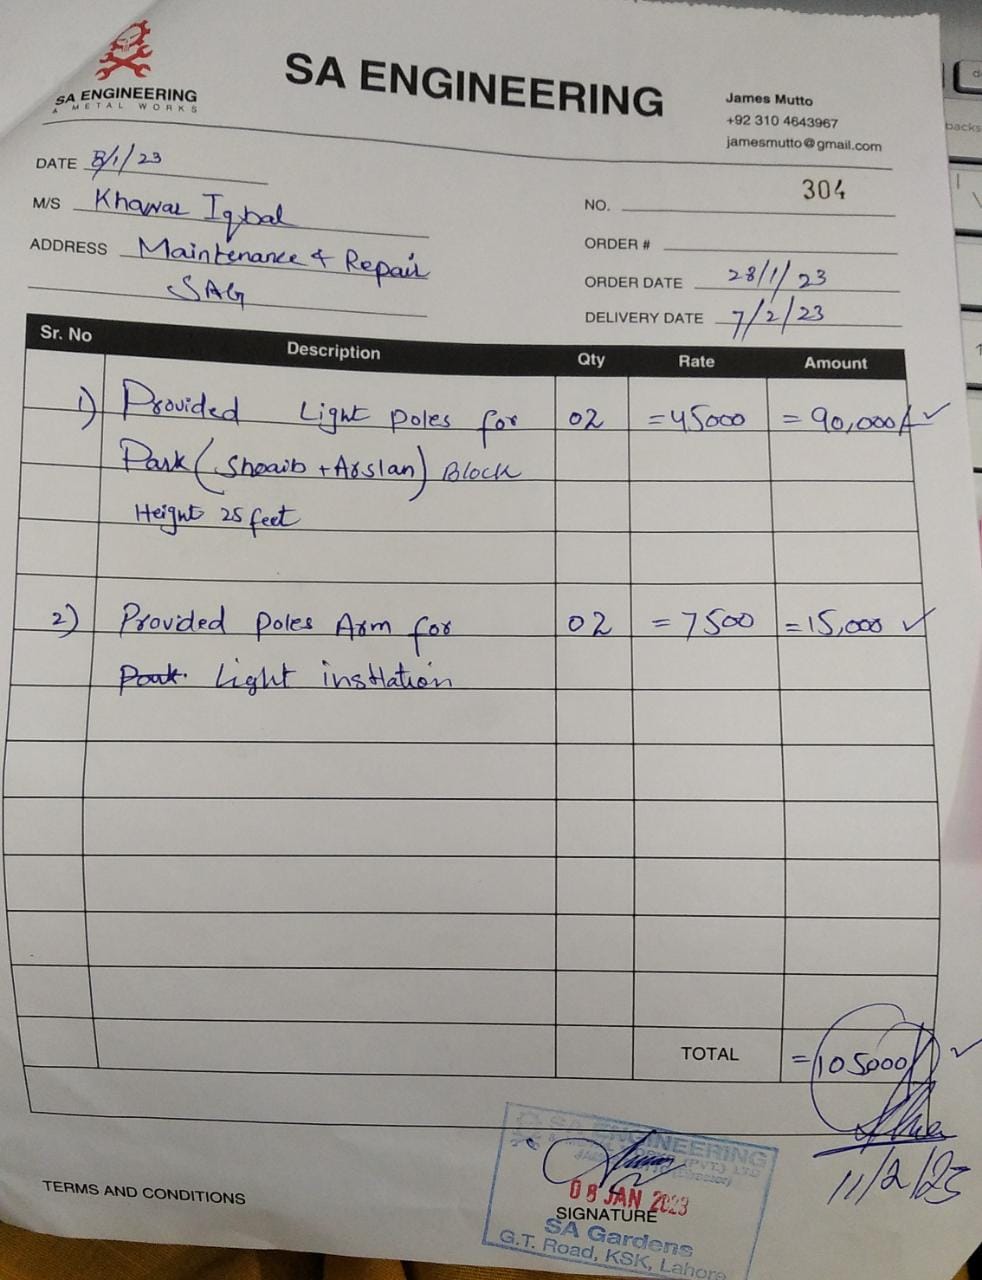 SA ENGINEERING
& METAL WORKS
SA ENGINEERING
James Mutto
+92 310 4643967
jamesmutto@gmail.com
DATE 8/1/23
M/S Khawar Iqbal
ADDRESS Maintenance & Repair
SAG
NO. 304
ORDER #
ORDER DATE 28/1/23
DELIVERY DATE 7/2/23
Sr. No Description Qty Rate Amount
1) Provided Light Poles for 02 =45000 =90,000/- ✓
Park (Shoaib + Arslan) Block
Height 25 feet
2) Provided Poles Arm for 02 =7500 =15,000 ✓
Park. Light instlation
TOTAL =105000/- ✓
11/2/23
SA ENGINEERING
(PVT.) LTD
(Director)
08 JAN 2023
SIGNATURE
SA Gardens
G.T. Road, KSK, Lahore
TERMS AND CONDITIONS